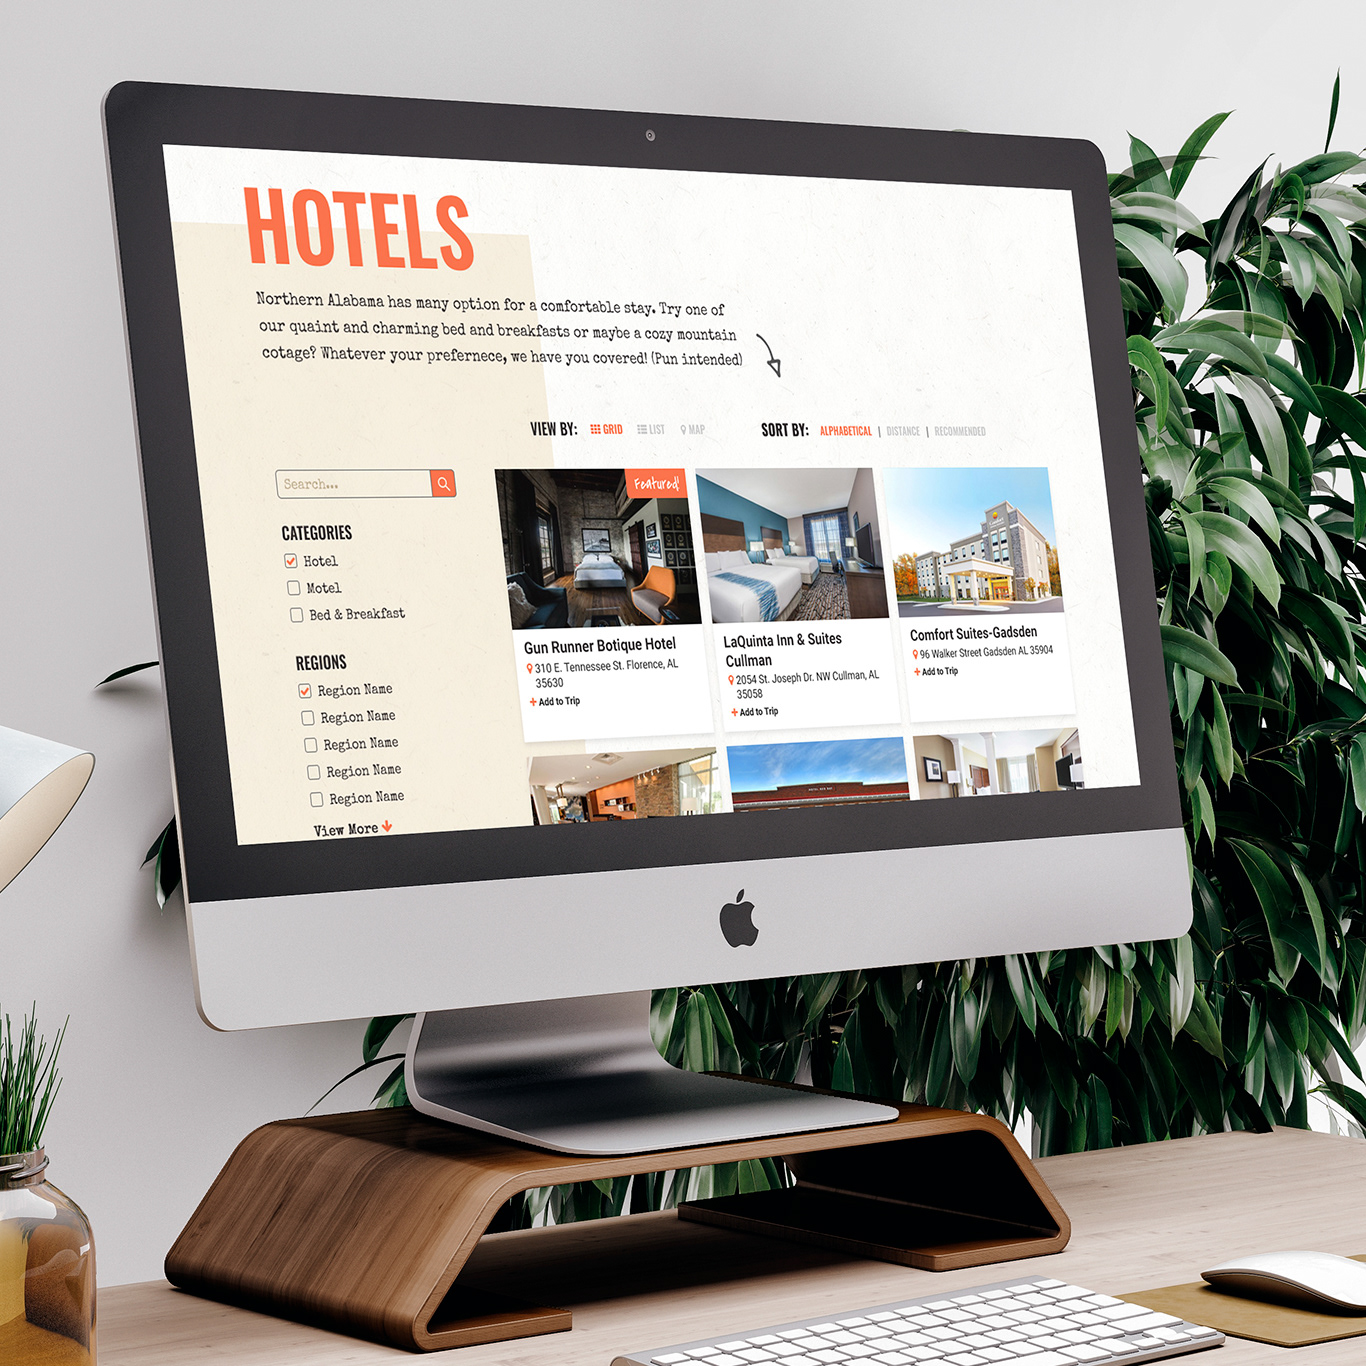 HOTELS
Northern Alabama has many option for a comfortable stay. Try one of
our quaint and charming bed and breakfasts or maybe a cozy mountain
cotage? Whatever your prefernece, we have you covered! (Pun intended)
VIEW BY: GRID LIST MAP SORT BY: ALPHABETICAL | DISTANCE | RECOMMENDED
Search...
CATEGORIES
Hotel
Motel
Bed & Breakfast
REGIONS
Region Name
Region Name
Region Name
Region Name
Region Name
View More
Featured!
Gun Runner Botique Hotel
310 E. Tennessee St. Florence, AL
35630
+ Add to Trip
LaQuinta Inn & Suites
Cullman
2054 St. Joseph Dr. NW Cullman, AL
35058
+ Add to Trip
Comfort Suites-Gadsden
96 Walker Street Gadsden AL 35904
+ Add to Trip